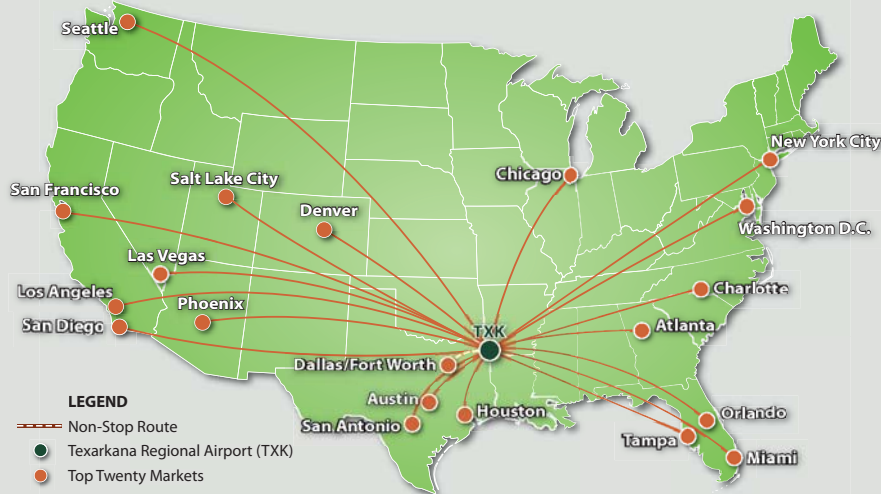 Seattle
New York City
Chicago
Salt Lake City
San Francisco
Denver
Washington D.C.
Las Vegas
Los Angeles
Charlotte
Phoenix
San Diego
Atlanta
TXK
Dallas/Fort Worth
Austin
Houston
Orlando
San Antonio
Tampa
Miami
LEGEND
Non-Stop Route
Texarkana Regional Airport (TXK)
Top Twenty Markets